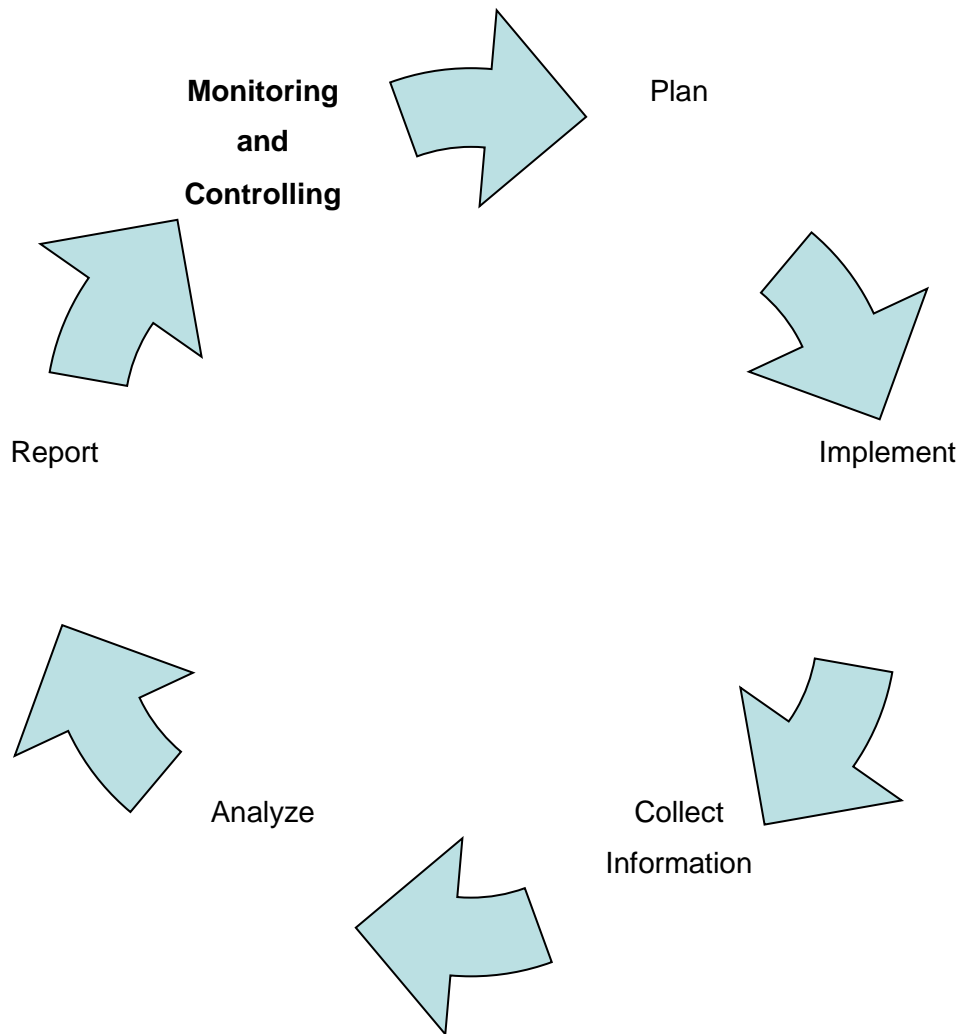 Monitoring
and
Controlling
Plan
Implement
Collect
Information
Analyze
Report